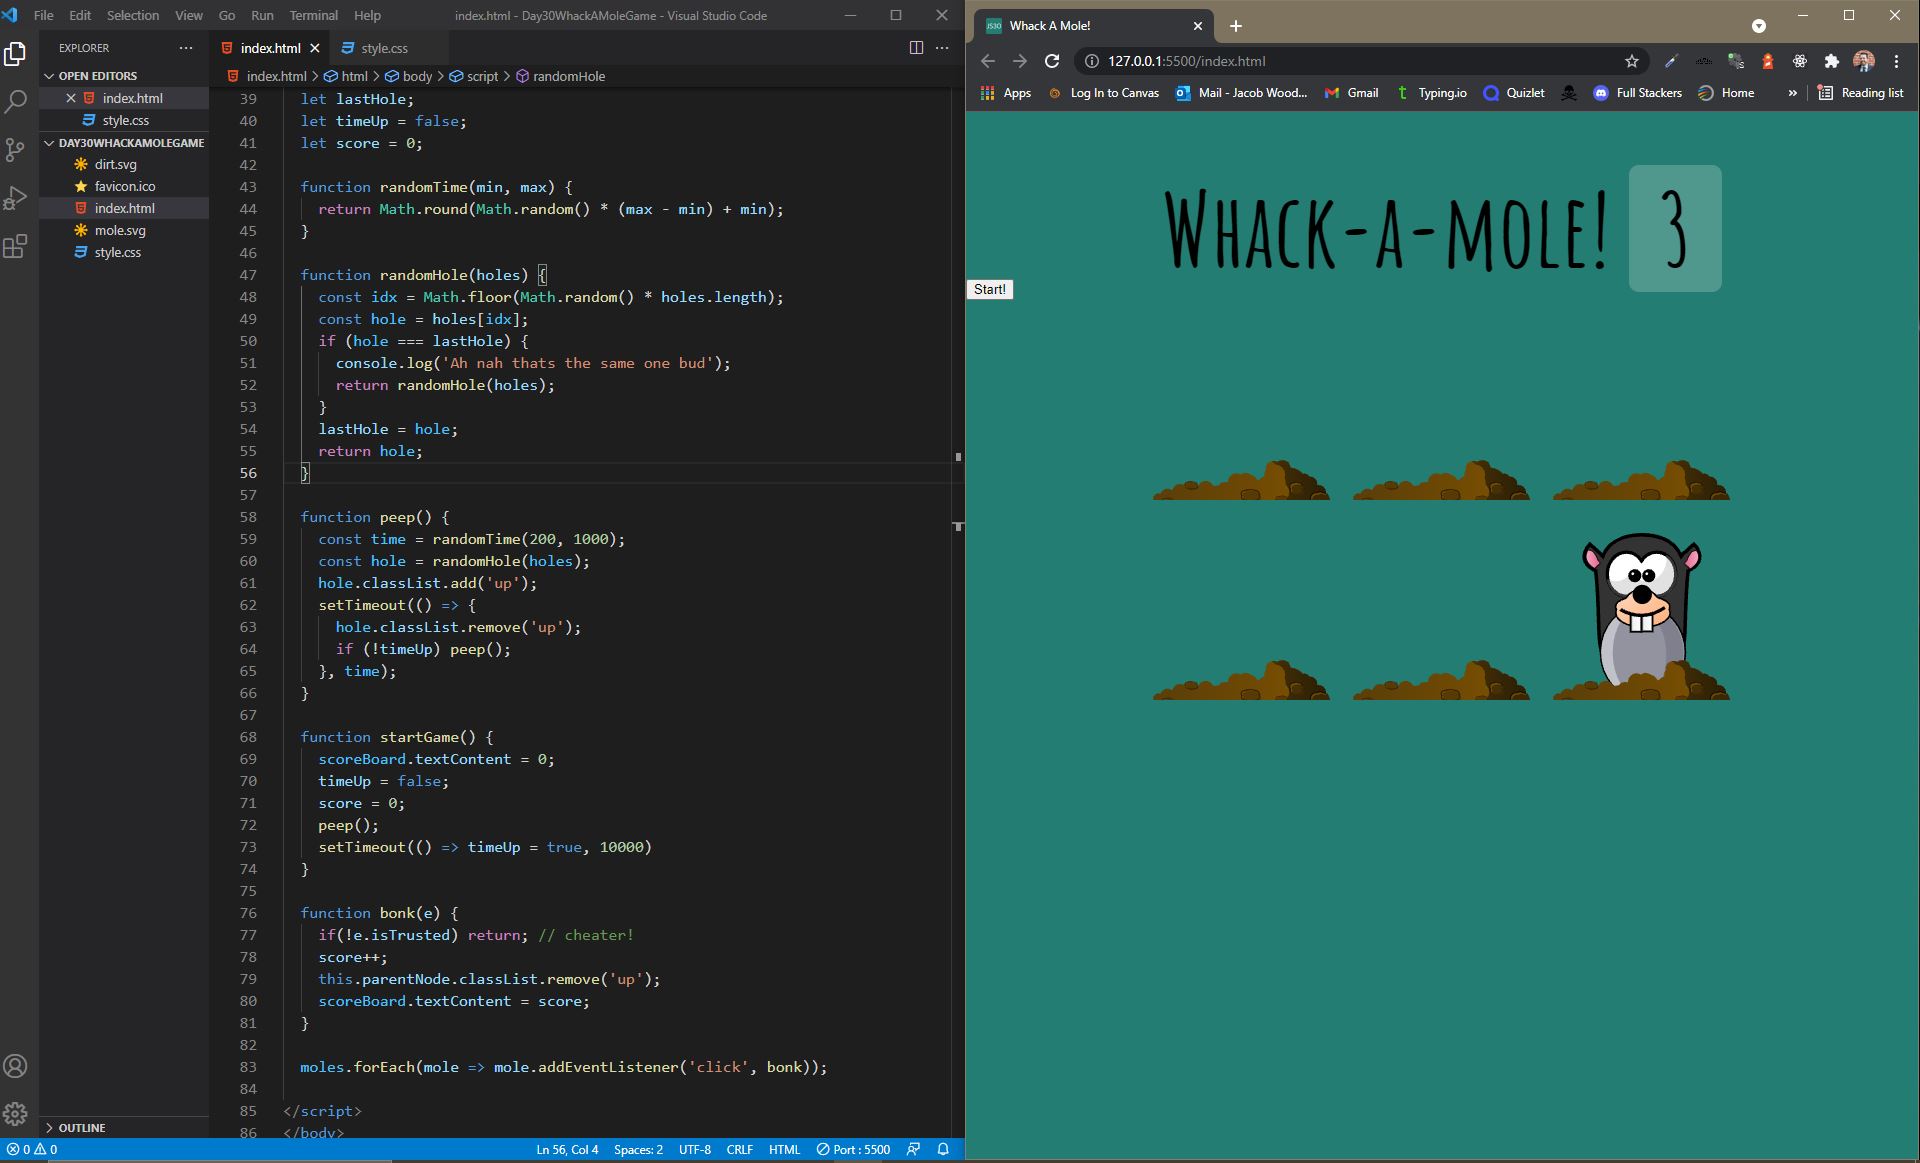 File Edit Selection View Go Run Terminal Help
index.html - Day30WhackAMoleGame - Visual Studio Code
EXPLORER
OPEN EDITORS
index.html
style.css
DAY30WHACKAMOLEGAME
dirt.svg
favicon.ico
index.html
mole.svg
style.css
OUTLINE
index.html style.css
index.html > html > body > script > randomHole
39 let lastHole;
40 let timeUp = false;
41 let score = 0;
42
43 function randomTime(min, max) {
44 return Math.round(Math.random() * (max - min) + min);
45 }
46
47 function randomHole(holes) {
48 const idx = Math.floor(Math.random() * holes.length);
49 const hole = holes[idx];
50 if (hole === lastHole) {
51 console.log('Ah nah thats the same one bud');
52 return randomHole(holes);
53 }
54 lastHole = hole;
55 return hole;
56 }
57
58 function peep() {
59 const time = randomTime(200, 1000);
60 const hole = randomHole(holes);
61 hole.classList.add('up');
62 setTimeout(() => {
63 hole.classList.remove('up');
64 if (!timeUp) peep();
65 }, time);
66 }
67
68 function startGame() {
69 scoreBoard.textContent = 0;
70 timeUp = false;
71 score = 0;
72 peep();
73 setTimeout(() => timeUp = true, 10000)
74 }
75
76 function bonk(e) {
77 if(!e.isTrusted) return; // cheater!
78 score++;
79 this.parentNode.classList.remove('up');
80 scoreBoard.textContent = score;
81 }
82
83 moles.forEach(mole => mole.addEventListener('click', bonk));
84
85 </script>
86 </body>
0 0 Ln 56, Col 4 Spaces: 2 UTF-8 CRLF HTML Port : 5500
JS30 Whack A Mole!
127.0.0.1:5500/index.html
Apps Log In to Canvas Mail - Jacob Wood... Gmail Typing.io Quizlet Full Stackers Home » Reading list
Whack-a-mole! 3
Start!